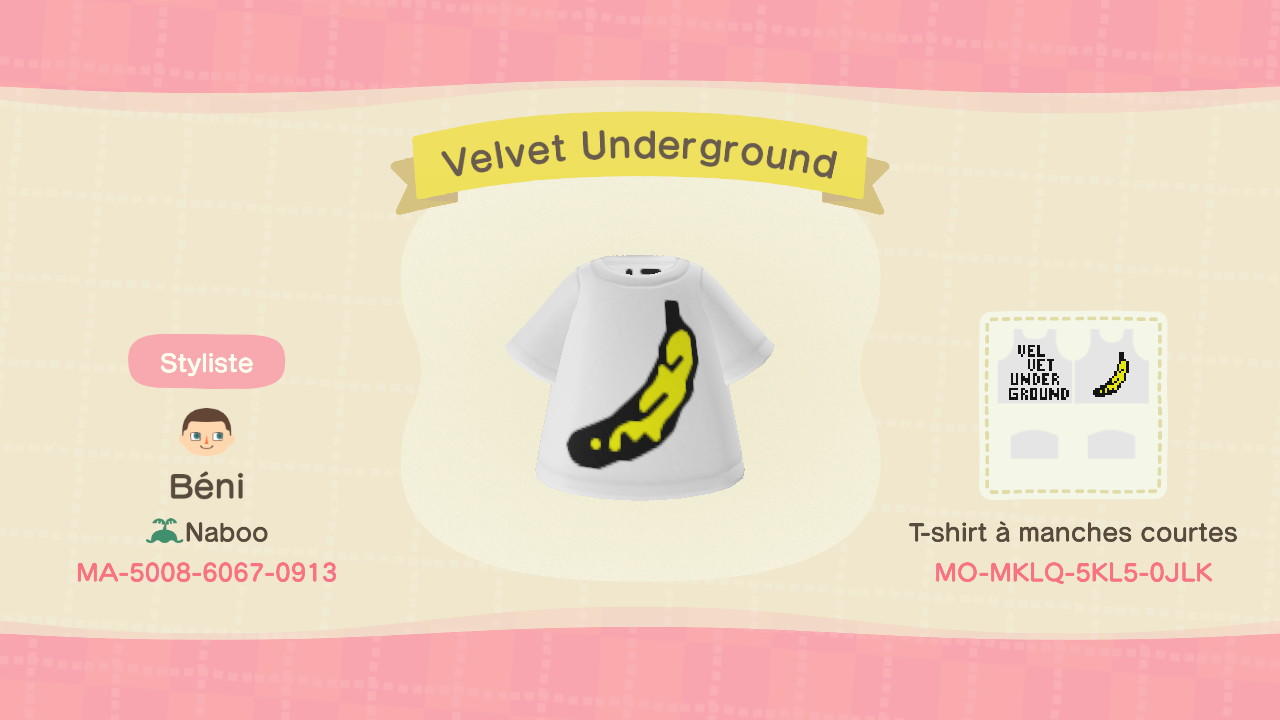 Velvet Underground
Styliste
Béni
Naboo
MA-5008-6067-0913
VEL
VET
UNDER
GROUND
T-shirt à manches courtes
MO-MKLQ-5KL5-0JLK